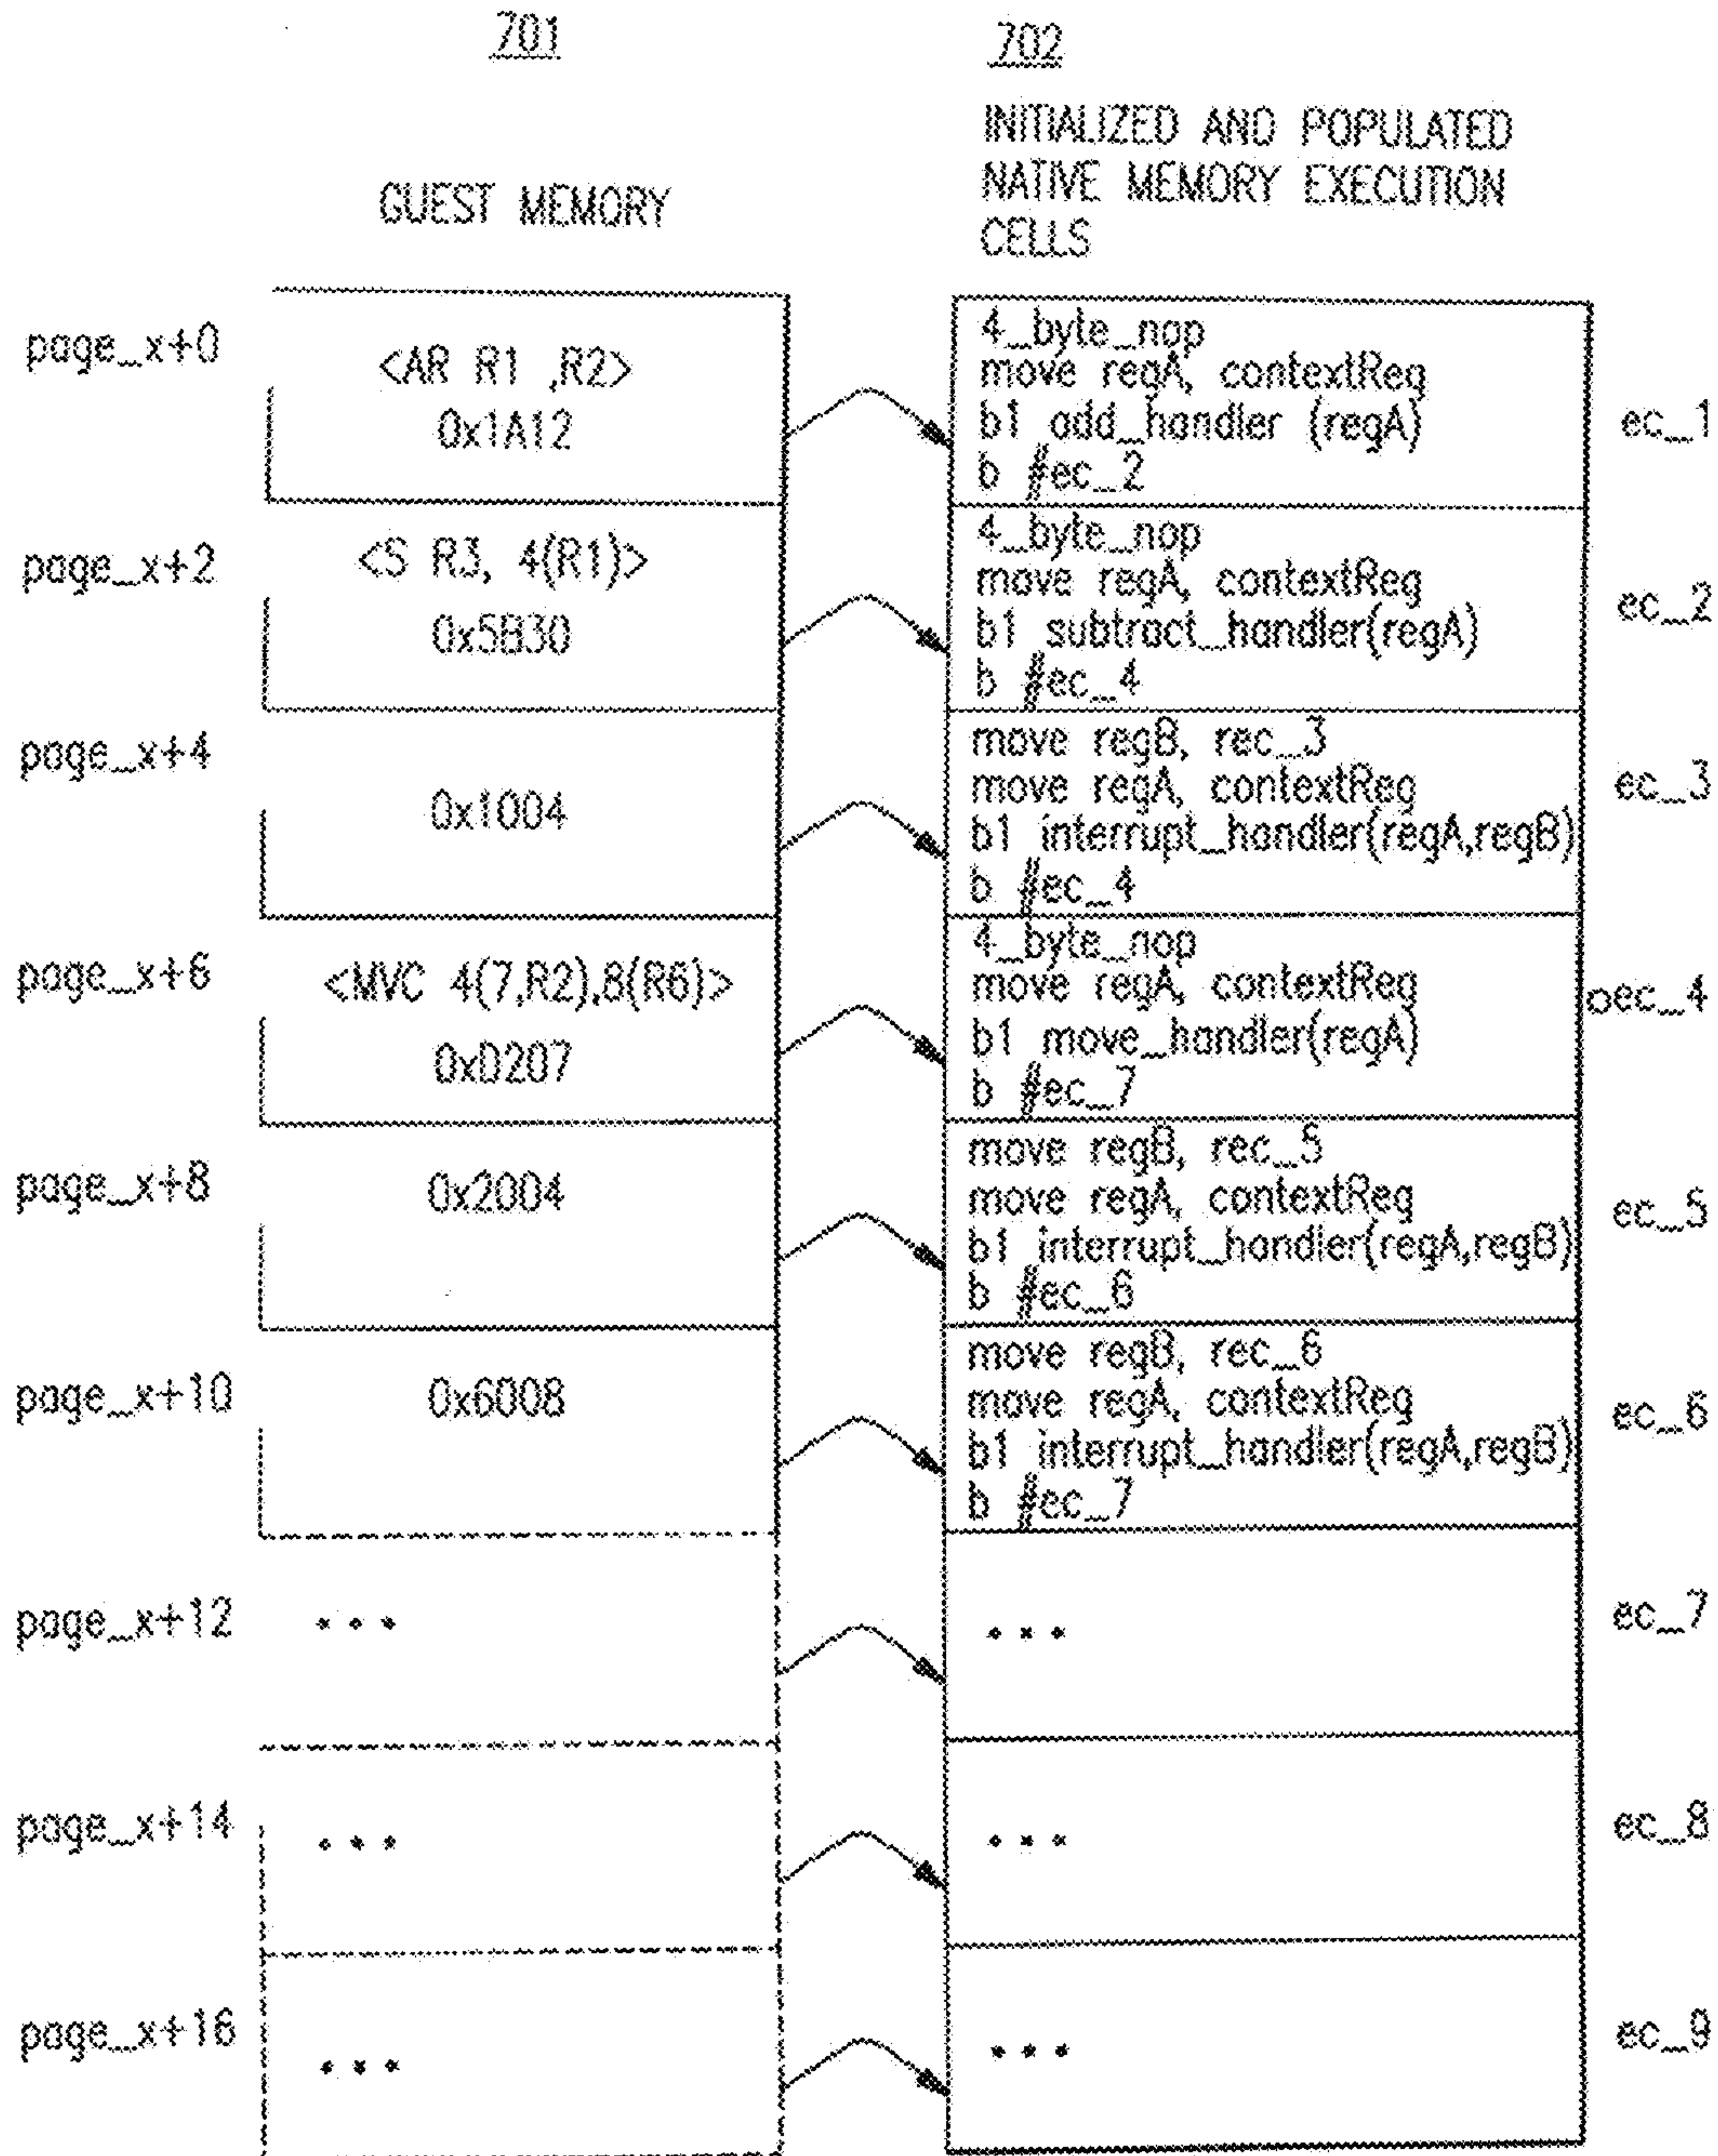 701
702
GUEST MEMORY
INITIALIZED AND POPULATED
NATIVE MEMORY EXECUTION
CELLS
page_x+0
<AR R1 ,R2>
0x1A12
4_byte_nop
move regA, contextReg
b1 add_handler (regA)
b #ec_2
ec_1
page_x+2
<S R3, 4(R1)>
0x5B30
4_byte_nop
move regA, contextReg
b1 subtract_handler(regA)
b #ec_4
ec_2
page_x+4
0x1004
move regB, rec_3
move regA, contextReg
b1 interrupt_handler(regA,regB)
b #ec_4
ec_3
page_x+6
<MVC 4(7,R2),8(R6)>
0xD207
4_byte_nop
move regA, contextReg
b1 move_handler(regA)
b #ec_7
oec_4
page_x+8
0x2004
move regB, rec_5
move regA, contextReg
b1 interrupt_handler(regA,regB)
b #ec_6
ec_5
page_x+10
0x6008
move regB, rec_6
move regA, contextReg
b1 interrupt_handler(regA,regB)
b #ec_7
ec_6
page_x+12
...
...
ec_7
page_x+14
...
...
ec_8
page_x+16
...
...
ec_9